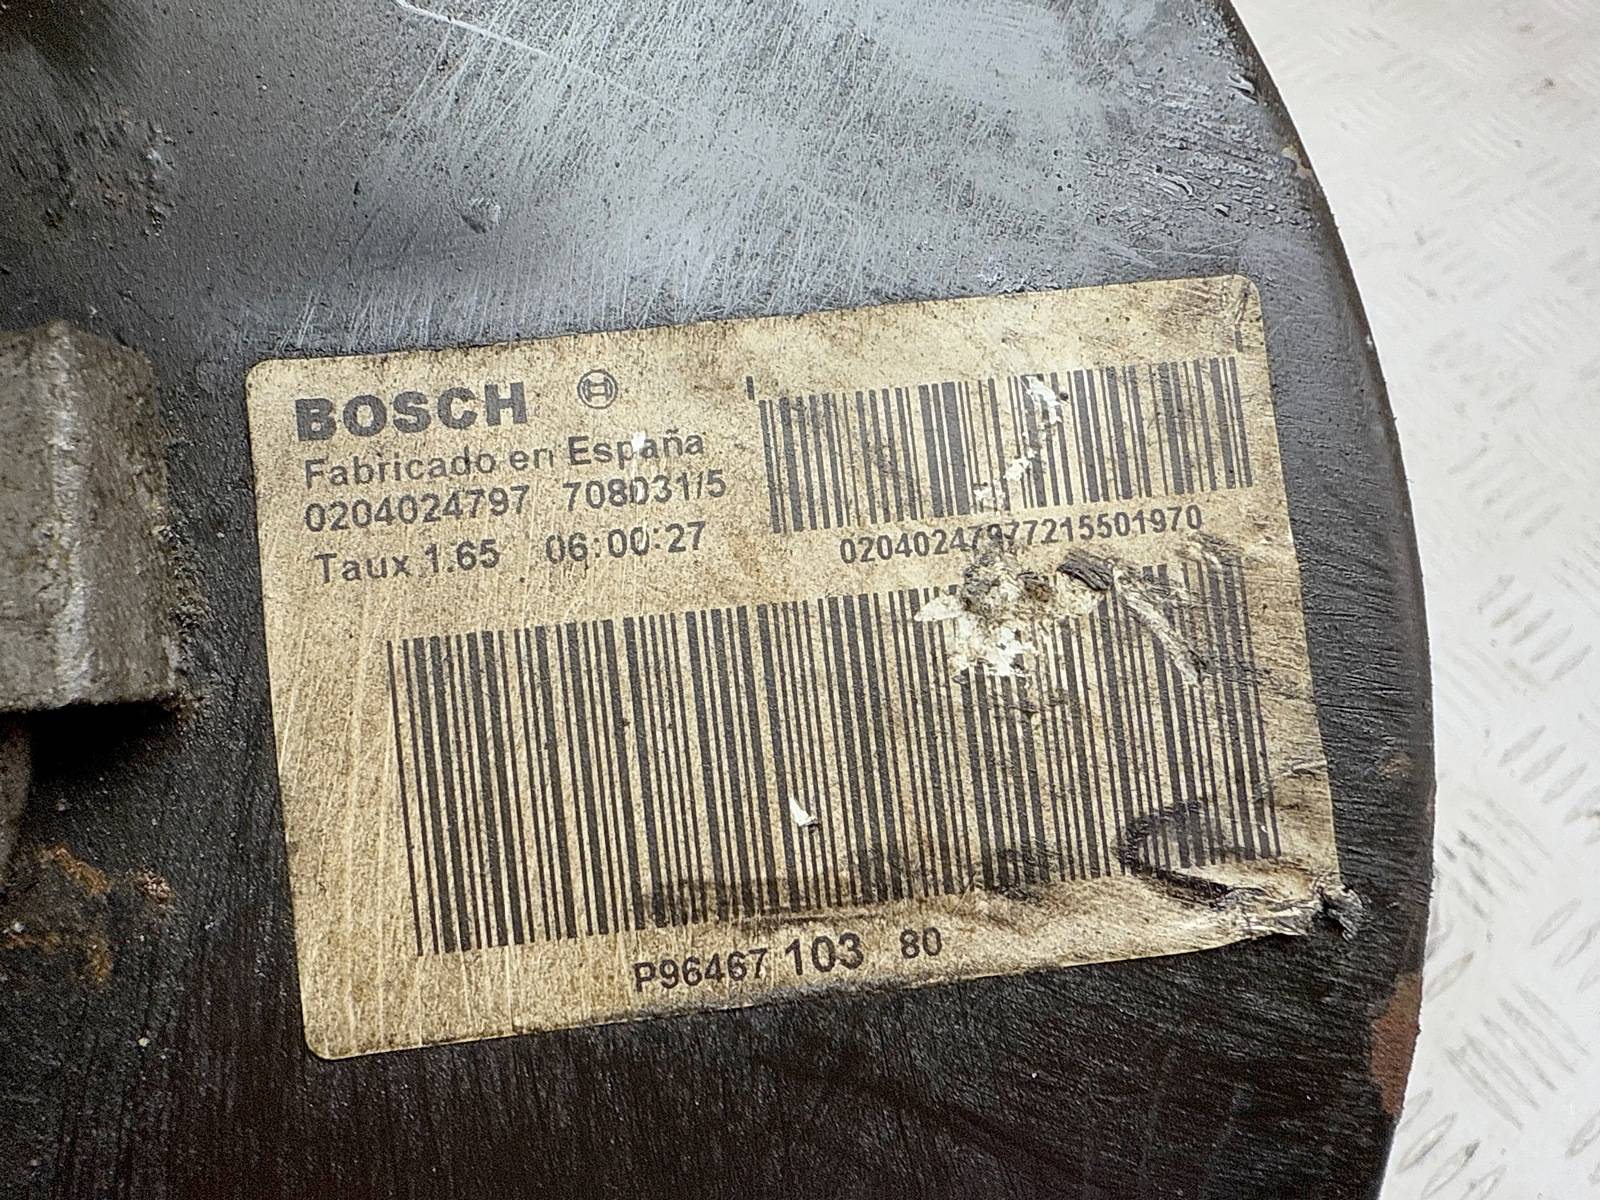 BOSCH
Fabricado en España
0204024797 708031/5
Taux 1.65 06:00:27
02040247977215501970
P96467 103 80